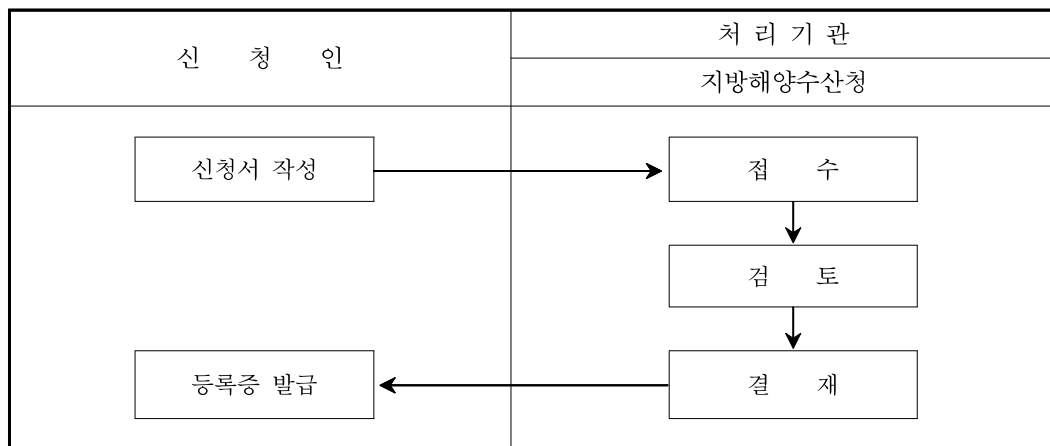 신 청 인
처 리 기 관
지방해양수산청
신청서 작성
접 수
검 토
등록증 발급
결 재